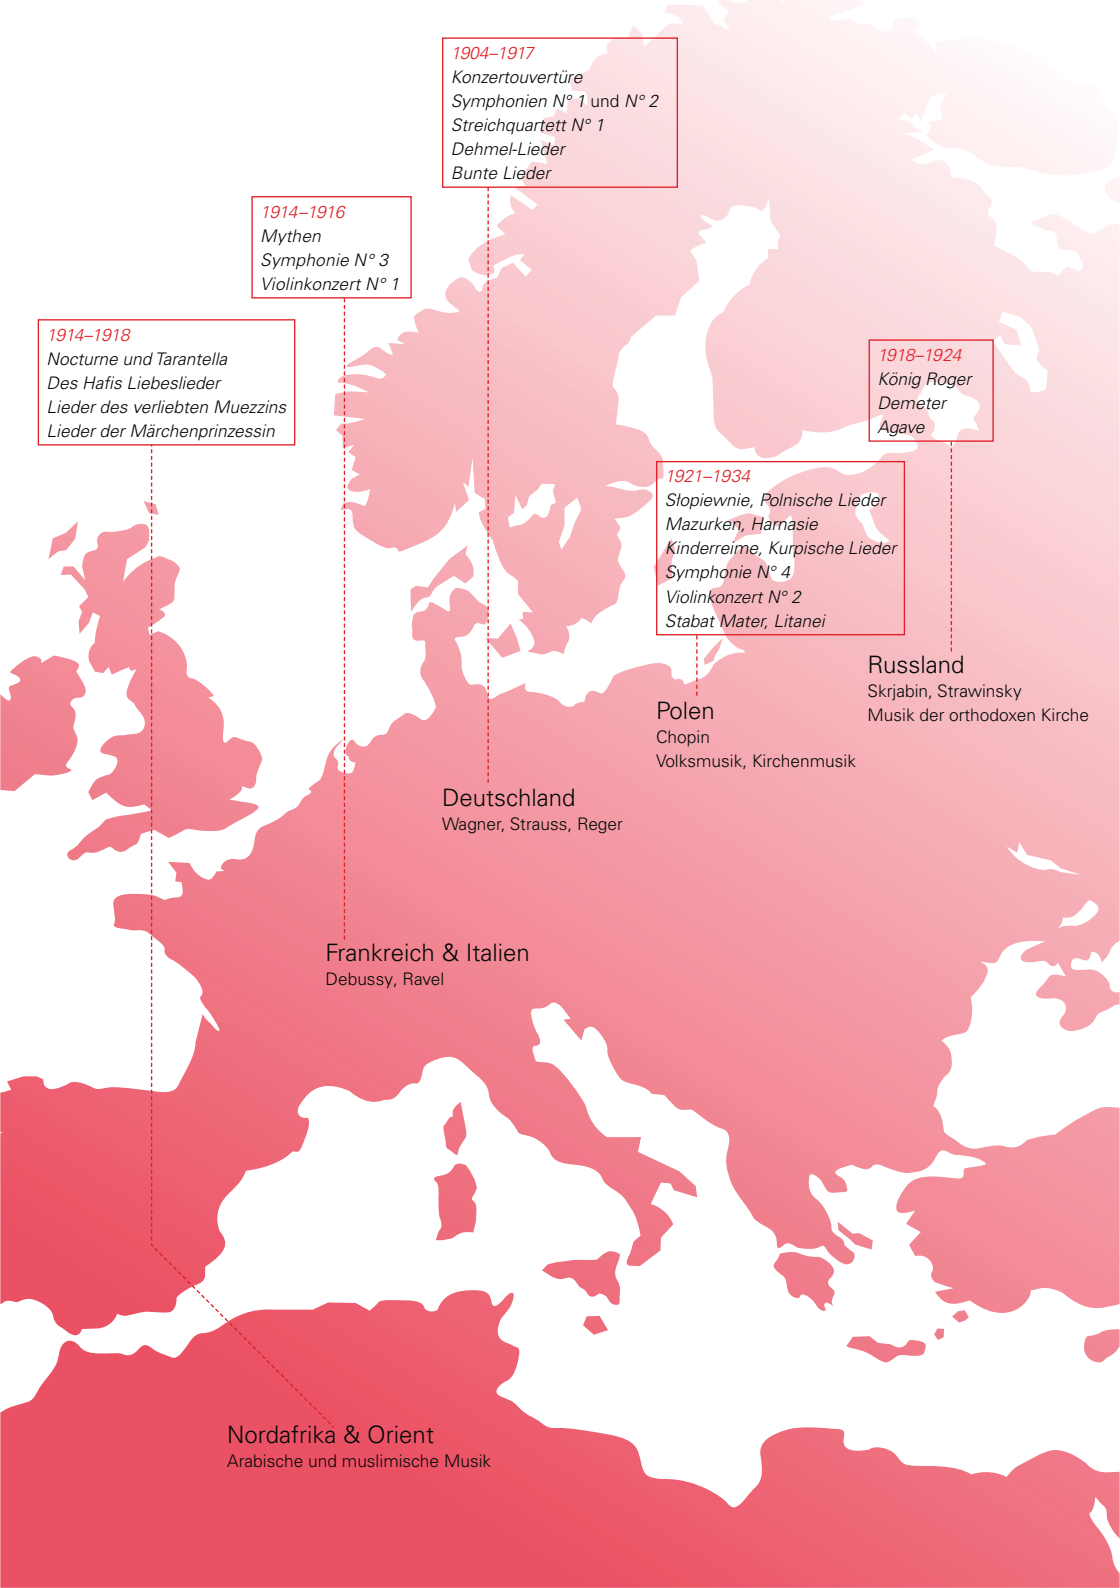 1904–1917
Konzertouvertüre
Symphonien N° 1 und N° 2
Streichquartett N° 1
Dehmel-Lieder
Bunte Lieder
1914–1916
Mythen
Symphonie N° 3
Violinkonzert N° 1
1914–1918
Nocturne und Tarantella
Des Hafis Liebeslieder
Lieder des verliebten Muezzins
Lieder der Märchenprinzessin
1918–1924
König Roger
Demeter
Agave
1921–1934
Słopiewnie, Polnische Lieder
Mazurken, Harnasie
Kinderreime, Kurpische Lieder
Symphonie N° 4
Violinkonzert N° 2
Stabat Mater, Litanei
Russland
Skrjabin, Strawinsky
Musik der orthodoxen Kirche
Polen
Chopin
Volksmusik, Kirchenmusik
Deutschland
Wagner, Strauss, Reger
Frankreich & Italien
Debussy, Ravel
Nordafrika & Orient
Arabische und muslimische Musik